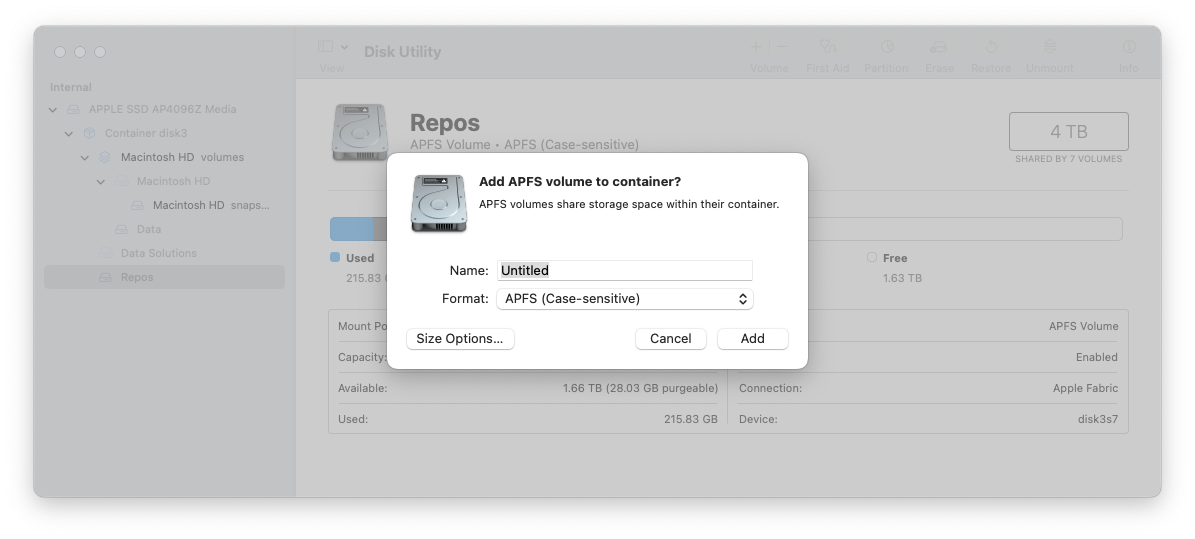 Disk Utility
View
Volume
First Aid
Partition
Erase
Restore
Unmount
Info
Internal
APPLE SSD AP4096Z Media
Container disk3
Macintosh HD volumes
Macintosh HD
Macintosh HD snaps...
Data
Data Solutions
Repos
Repos
APFS Volume • APFS (Case-sensitive)
4 TB
SHARED BY 7 VOLUMES
Add APFS volume to container?
APFS volumes share storage space within their container.
Name: Untitled
Format: APFS (Case-sensitive)
Size Options...
Cancel
Add
Used
215.83
Free
1.63 TB
Mount Po
Capacity:
Available: 1.66 TB (28.03 GB purgeable)
Used: 215.83 GB
APFS Volume
Enabled
Connection: Apple Fabric
Device: disk3s7